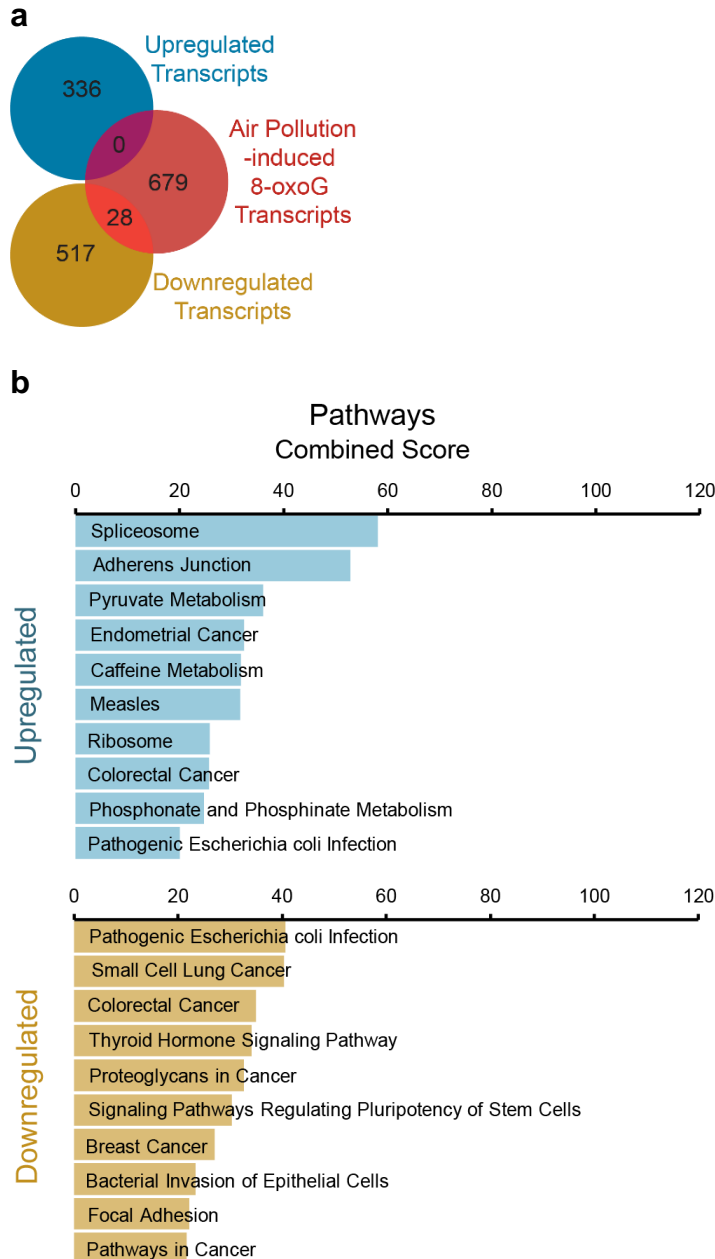 a
Upregulated
Transcripts
336
0
Air Pollution
-induced
8-oxoG
Transcripts
679
28
517
Downregulated
Transcripts
b
Pathways
Combined Score
0 20 40 60 80 100 120
Upregulated
Spliceosome
Adherens Junction
Pyruvate Metabolism
Endometrial Cancer
Caffeine Metabolism
Measles
Ribosome
Colorectal Cancer
Phosphonate and Phosphinate Metabolism
Pathogenic Escherichia coli Infection
0 20 40 60 80 100 120
Downregulated
Pathogenic Escherichia coli Infection
Small Cell Lung Cancer
Colorectal Cancer
Thyroid Hormone Signaling Pathway
Proteoglycans in Cancer
Signaling Pathways Regulating Pluripotency of Stem Cells
Breast Cancer
Bacterial Invasion of Epithelial Cells
Focal Adhesion
Pathways in Cancer